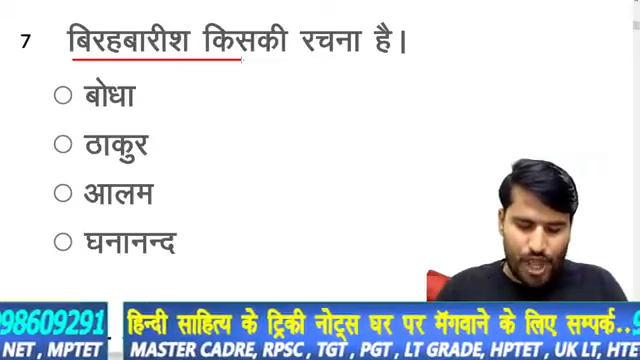 7 बिरहबारीश किसकी रचना है।
बोधा
ठाकुर
आलम
घनानन्द
98609291 हिन्दी साहित्य के ट्रिकी नोट्स घर पर मँगवाने के लिए सम्पर्क..
NET , MPTET MASTER CADRE, RPSC , TGT , PGT , LT GRADE, HPTET , UK LT, HTS